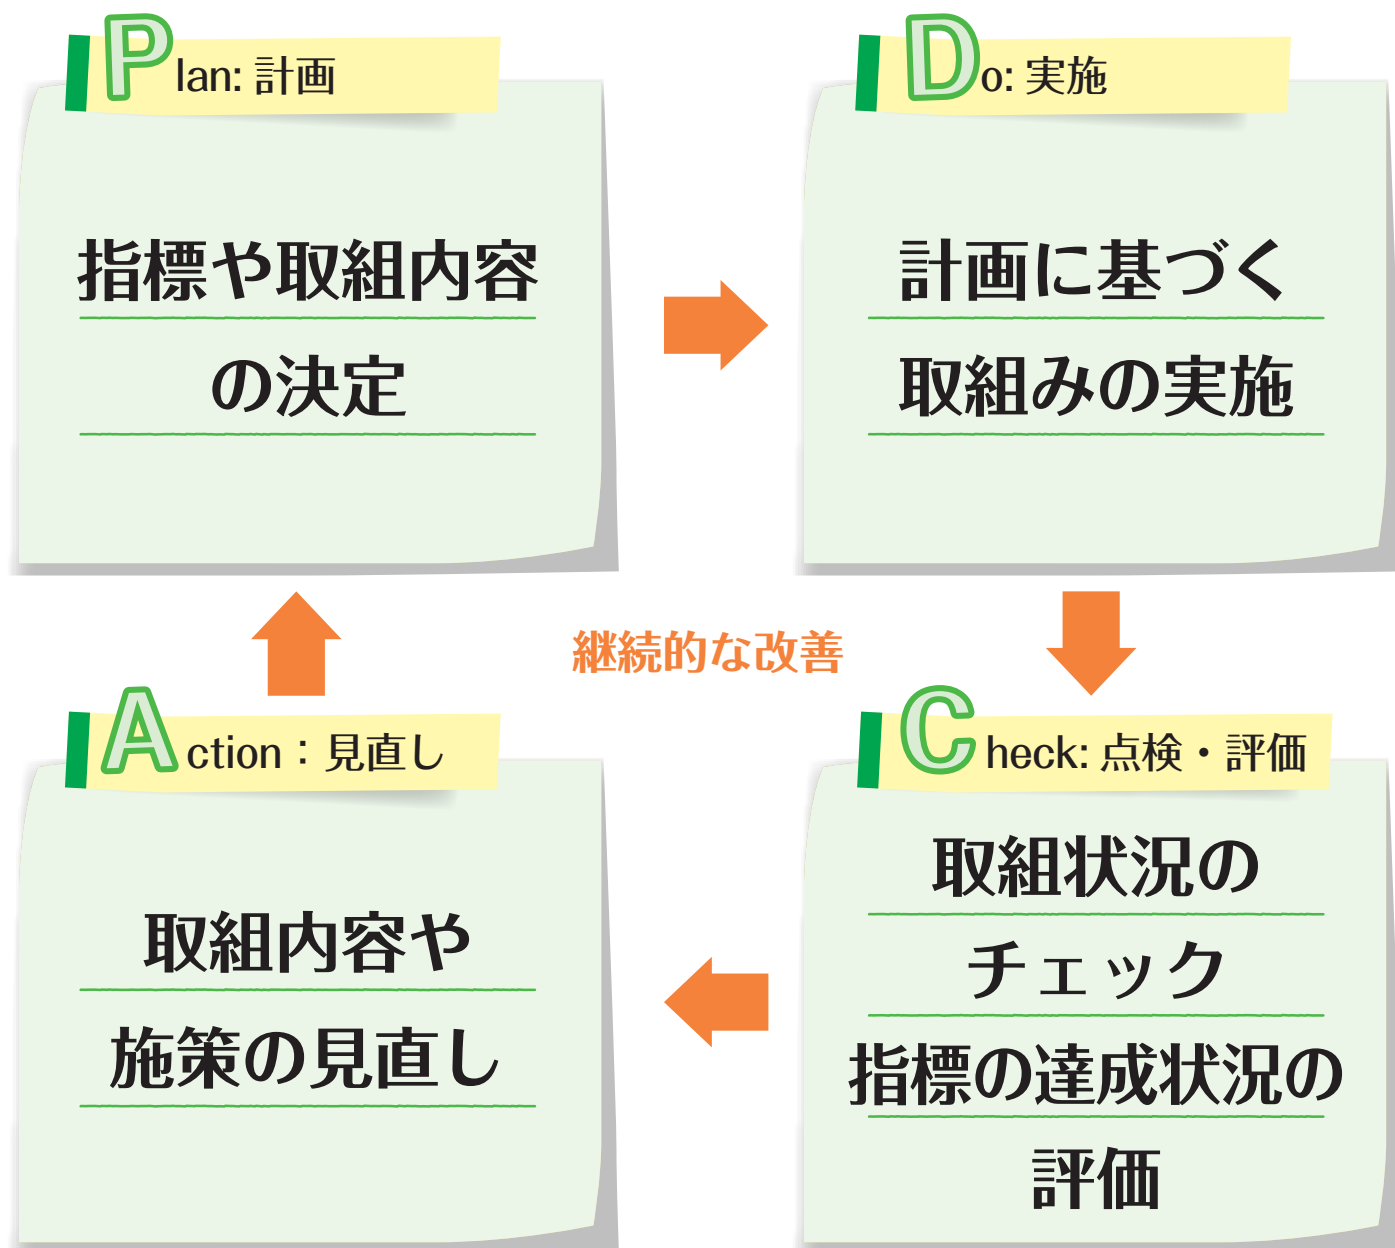 Plan: 計画
指標や取組内容
の決定
Do: 実施
計画に基づく
取組みの実施
継続的な改善
Action：見直し
取組内容や
施策の見直し
Check: 点検・評価
取組状況の
チェック
指標の達成状況の
評価